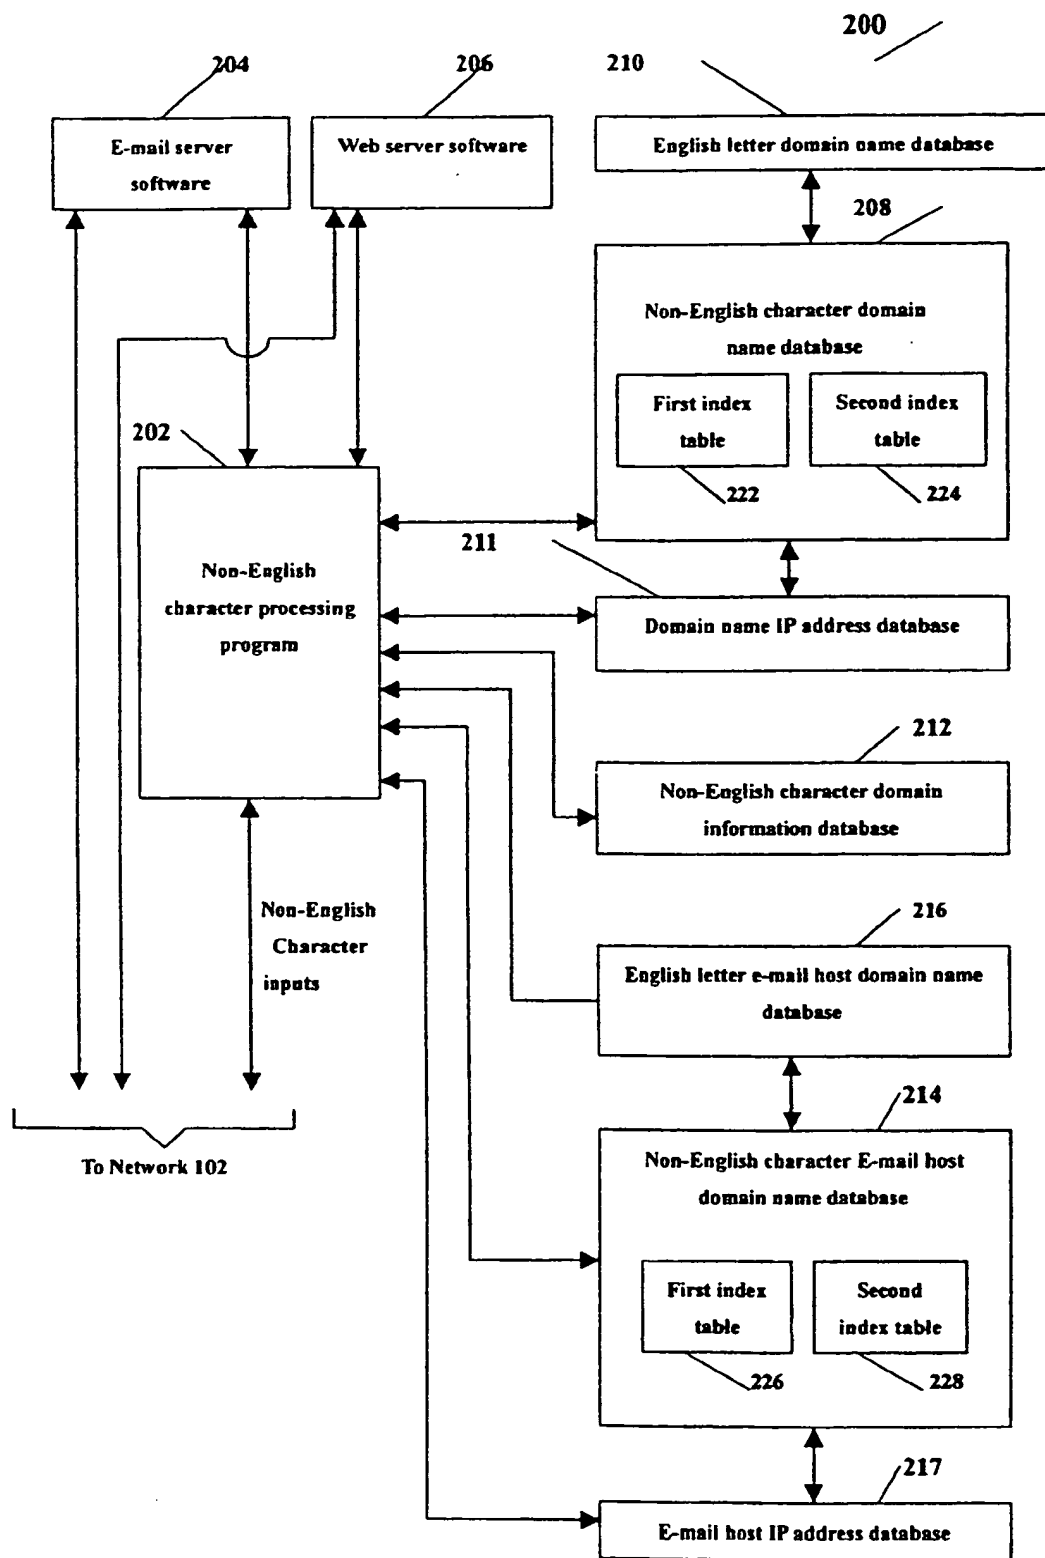 200
204
206
210
E-mail server
software
Web server software
English letter domain name database
208
Non-English character domain
name database
First index
table
Second index
table
222
224
202
211
Non-English
character processing
program
Domain name IP address database
212
Non-English character domain
information database
Non-English
Character
inputs
216
English letter e-mail host domain name
database
214
To Network 102
Non-English character E-mail host
domain name database
First index
table
Second
index table
226
228
217
E-mail host IP address database